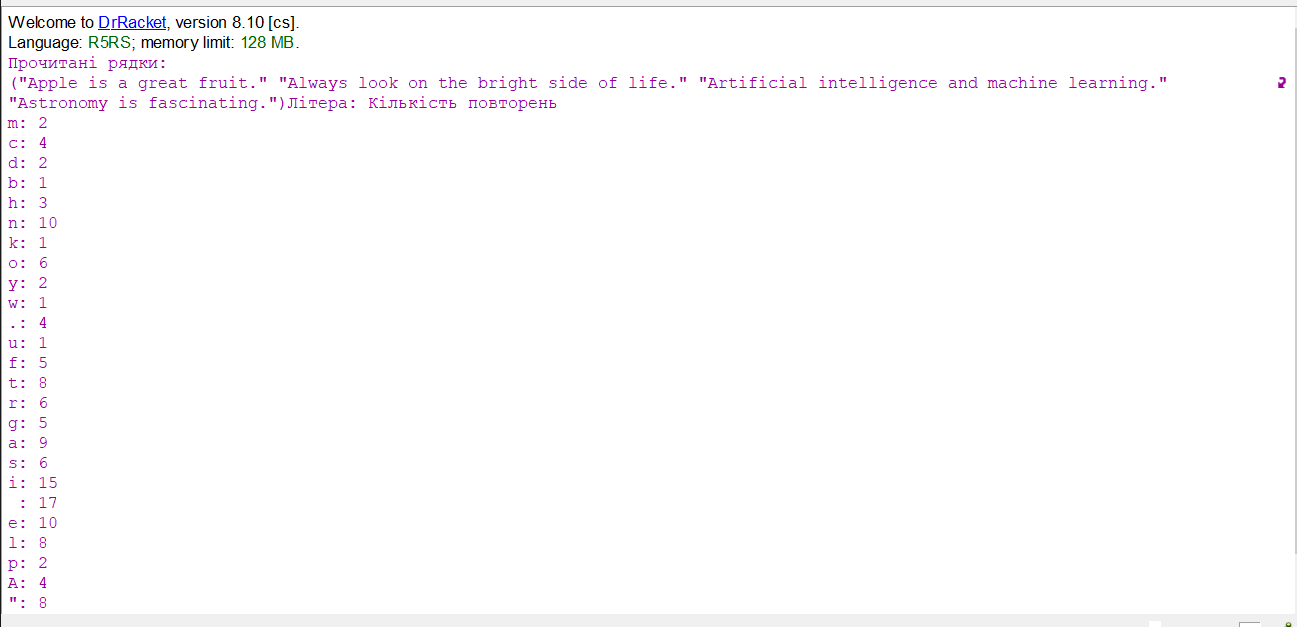 Welcome to DrRacket, version 8.10 [cs].
Language: R5RS; memory limit: 128 MB.
Прочитані рядки:
("Apple is a great fruit." "Always look on the bright side of life." "Artificial intelligence and machine learning."
"Astronomy is fascinating.")Літера: Кількість повторень
m: 2
c: 4
d: 2
b: 1
h: 3
n: 10
k: 1
o: 6
y: 2
w: 1
.: 4
u: 1
f: 5
t: 8
r: 6
g: 5
a: 9
s: 6
i: 15
 : 17
e: 10
l: 8
p: 2
A: 4
": 8